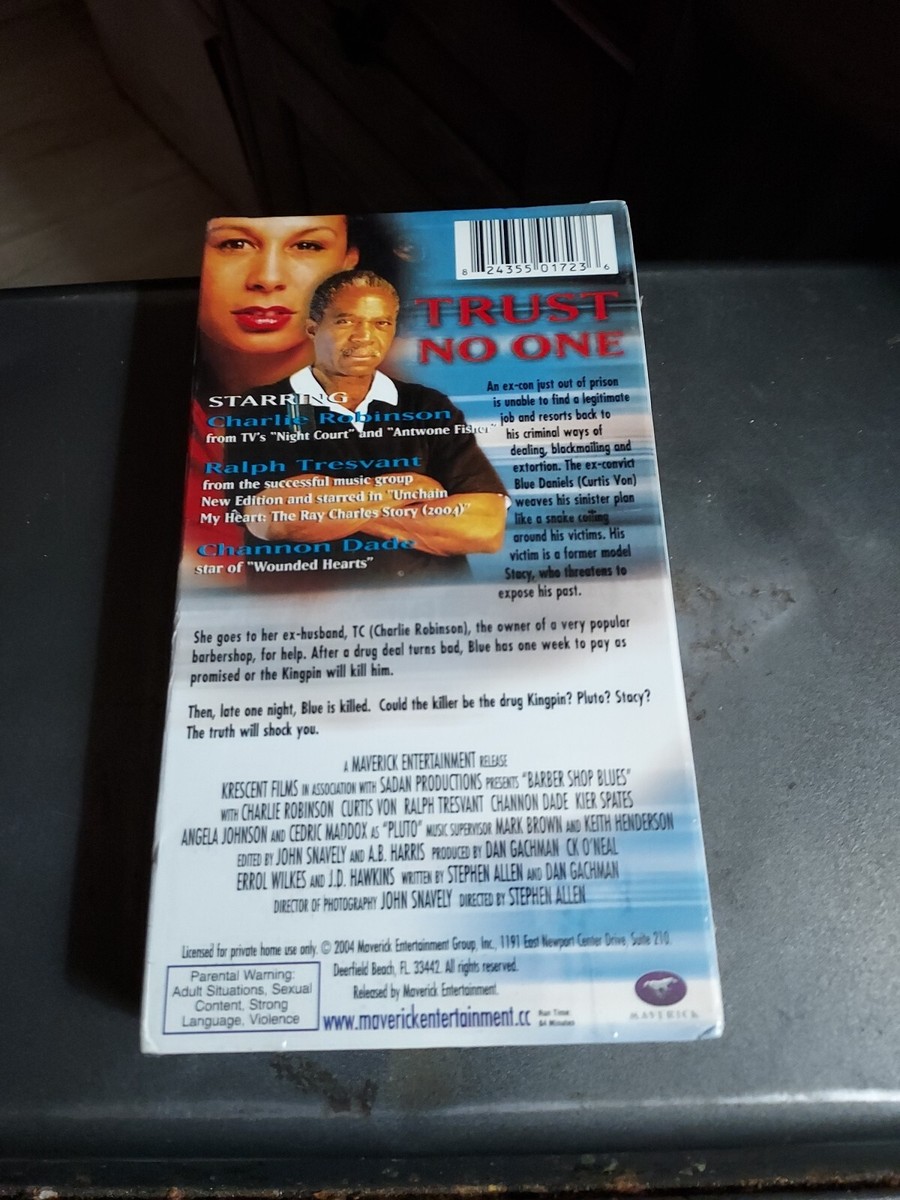 8 24355 01723 6
TRUST
NO ONE
STARRING
Charlie Robinson
from TV's "Night Court" and "Antwone Fisher"
Ralph Tresvant
from the successful music group
New Edition and starred in "Unchain
My Heart: The Ray Charles Story (2004)"
Channon Dade
star of "Wounded Hearts"
An ex-con just out of prison
is unable to find a legitimate
job and resorts back to
his criminal ways of
dealing, blackmailing and
extortion. The ex-convict
Blue Daniels (Curtis Von)
weaves his sinister plan
like a snake coiling
around his victims. His
victim is a former model
Stacy, who threatens to
expose his past.
She goes to her ex-husband, TC (Charlie Robinson), the owner of a very popular
barbershop, for help. After a drug deal turns bad, Blue has one week to pay as
promised or the Kingpin will kill him.
Then, late one night, Blue is killed. Could the killer be the drug Kingpin? Pluto? Stacy?
The truth will shock you.
A MAVERICK ENTERTAINMENT RELEASE
KRESCENT FILMS IN ASSOCIATION WITH SADAN PRODUCTIONS PRESENTS "BARBER SHOP BLUES"
WITH CHARLIE ROBINSON CURTIS VON RALPH TRESVANT CHANNON DADE KIER SPATES
ANGELA JOHNSON AND CEDRIC MADDOX AS "PLUTO" MUSIC SUPERVISOR MARK BROWN AND KEITH HENDERSON
EDITED BY JOHN SNAVELY AND A.B. HARRIS PRODUCED BY DAN GACHMAN CK O'NEAL
ERROL WILKES AND J.D. HAWKINS WRITTEN BY STEPHEN ALLEN AND DAN GACHMAN
DIRECTOR OF PHOTOGRAPHY JOHN SNAVELY DIRECTED BY STEPHEN ALLEN
Licensed for private home use only. © 2004 Maverick Entertainment Group, Inc., 1191 East Newport Center Drive, Suite 210
Deerfield Beach, FL 33442. All rights reserved.
Released by Maverick Entertainment.
Parental Warning:
Adult Situations, Sexual
Content, Strong
Language, Violence
www.maverickentertainment.cc
Run Time:
84 Minutes
MAVERICK